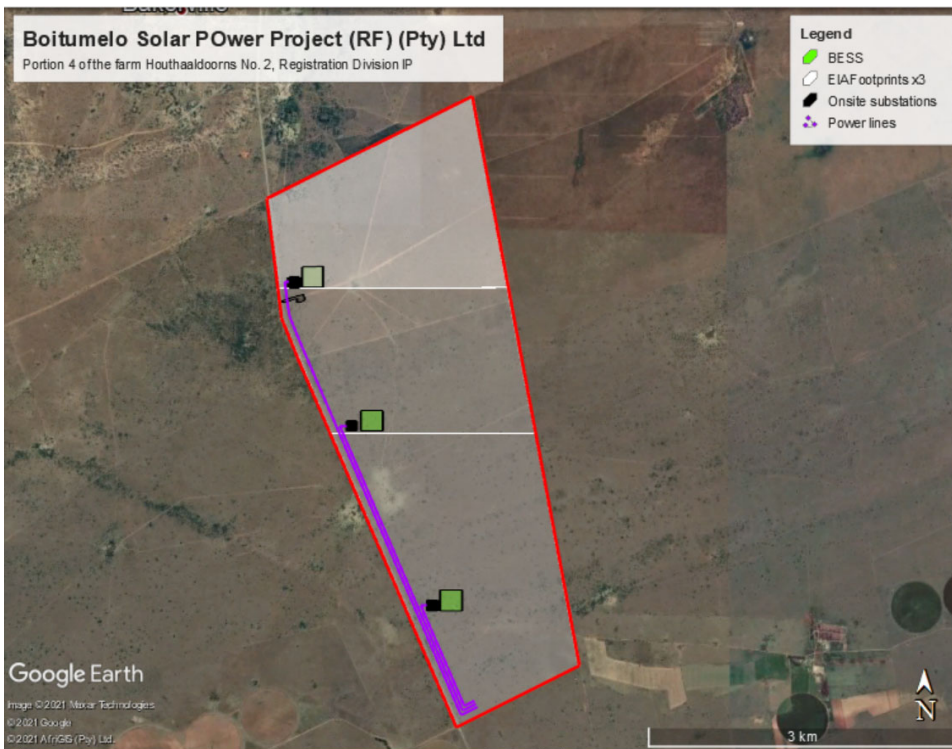 Boitumelo Solar POwer Project (RF) (Pty) Ltd
Portion 4 of the farm Houthaaldoorns No. 2, Registration Division IP
Legend
BESS
EIAFootprints x3
Onsite substations
Power lines
Google Earth
Image © 2021 Maxar Technologies
© 2021 Google
© 2021 AfriGIS (Pty) Ltd.
3 km
N